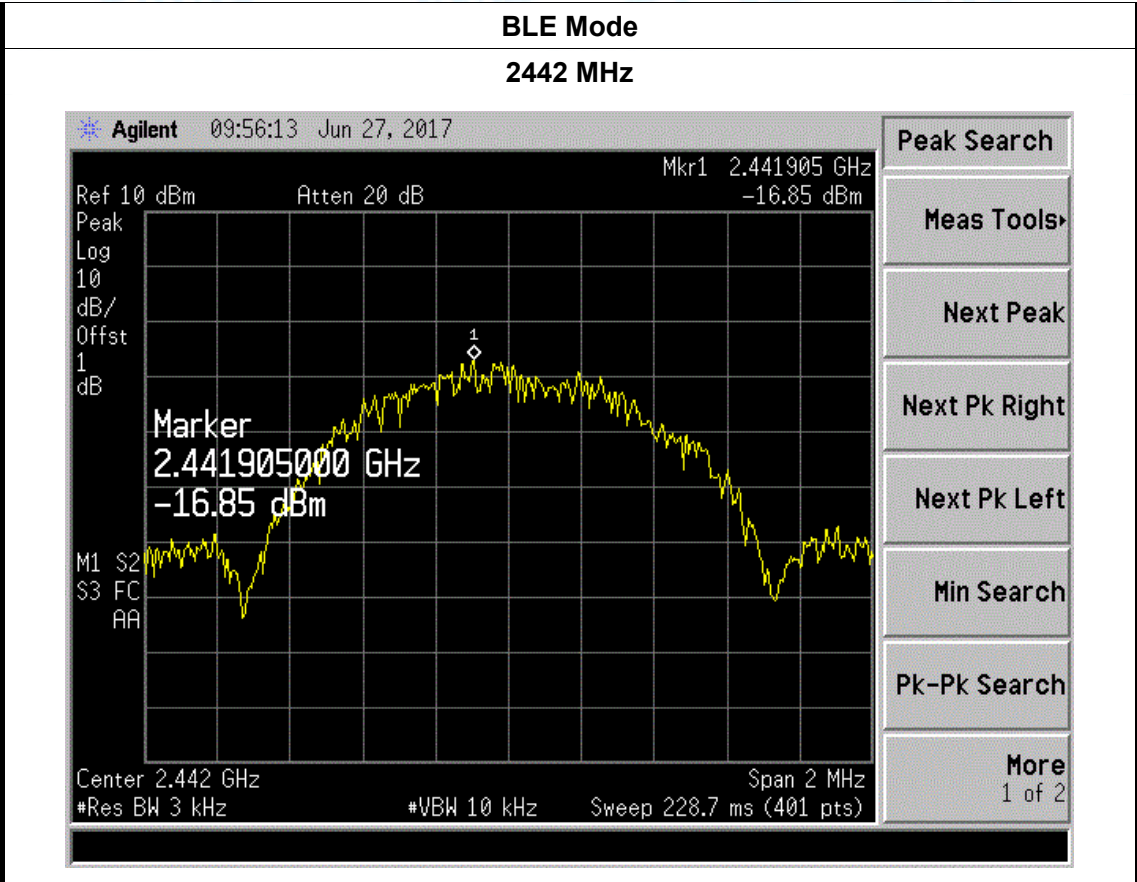 BLE Mode
2442 MHz
Agilent 09:56:13 Jun 27, 2017
Mkr1 2.441905 GHz
Ref 10 dBm Atten 20 dB -16.85 dBm
Peak
Log
10
dB/
Offst
1
dB
1
Marker
2.441905000 GHz
-16.85 dBm
M1 S2
S3 FC
AA
Center 2.442 GHz Span 2 MHz
#Res BW 3 kHz #VBW 10 kHz Sweep 228.7 ms (401 pts)
Peak Search
Meas Tools
Next Peak
Next Pk Right
Next Pk Left
Min Search
Pk-Pk Search
More
1 of 2